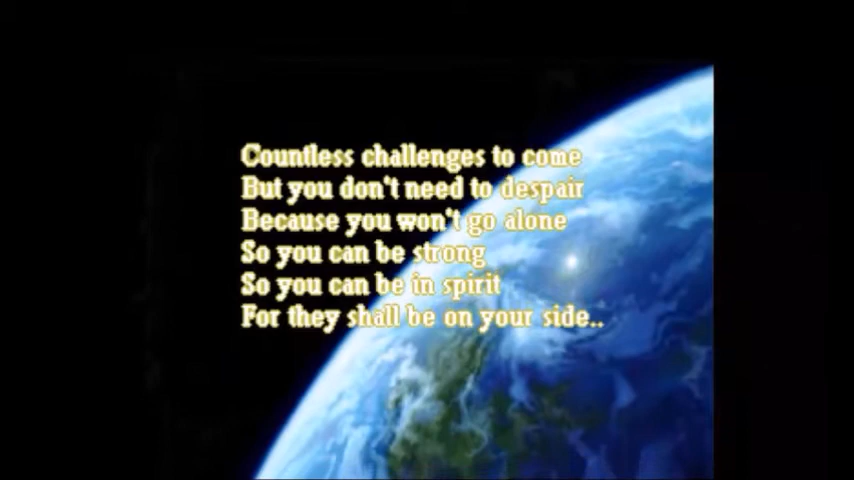 Countless challenges to come
But you don't need to despair
Because you won't go alone
So you can be strong
So you can be in spirit
For they shall be on your side..